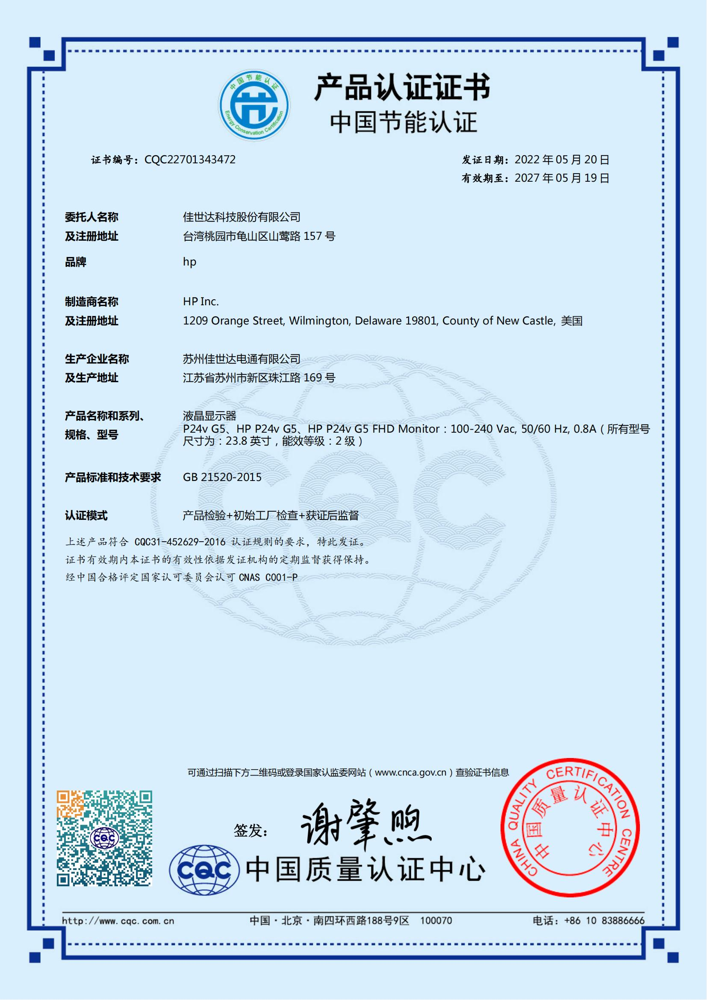 中国节能认证
Energy Conservation Certification
产品认证证书
中国节能认证
证书编号：CQC22701343472
发证日期：2022 年 05 月 20 日
有效期至：2027 年 05 月 19 日
委托人名称 佳世达科技股份有限公司
及注册地址 台湾桃园市龟山区山莺路 157 号
品牌 hp
制造商名称 HP Inc.
及注册地址 1209 Orange Street, Wilmington, Delaware 19801, County of New Castle, 美国
生产企业名称 苏州佳世达电通有限公司
及生产地址 江苏省苏州市新区珠江路 169 号
产品名称和系列、 液晶显示器
规格、型号 P24v G5、HP P24v G5、HP P24v G5 FHD Monitor：100-240 Vac, 50/60 Hz, 0.8A（所有型号
尺寸为：23.8 英寸，能效等级：2 级）
产品标准和技术要求 GB 21520-2015
认证模式 产品检验+初始工厂检查+获证后监督
上述产品符合 CQC31-452629-2016 认证规则的要求，特此发证。
证书有效期内本证书的有效性依据发证机构的定期监督获得保持。
经中国合格评定国家认可委员会认可 CNAS C001-P
CQC
可通过扫描下方二维码或登录国家认监委网站（www.cnca.gov.cn）查验证书信息
CQC
签发：
谢肇煦
CQC 中国质量认证中心
CHINA QUALITY CERTIFICATION CENTRE
中国质量认证中心
http://www.cqc.com.cn
中国·北京·南四环西路188号9区 100070
电话：+86 10 83886666